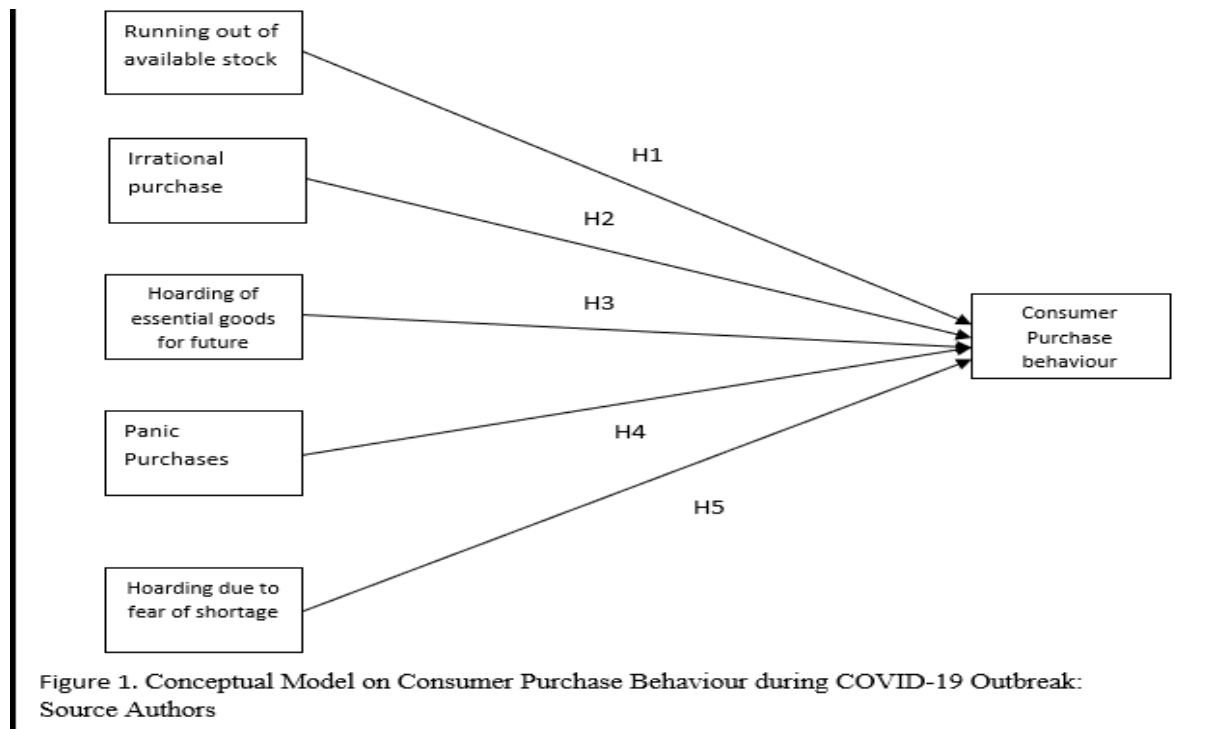 Running out of
available stock
H1
Irrational
purchase
H2
Hoarding of
essential goods
for future
H3
Consumer
Purchase
behaviour
Panic
Purchases
H4
H5
Hoarding due to
fear of shortage
Figure 1. Conceptual Model on Consumer Purchase Behaviour during COVID-19 Outbreak:
Source Authors